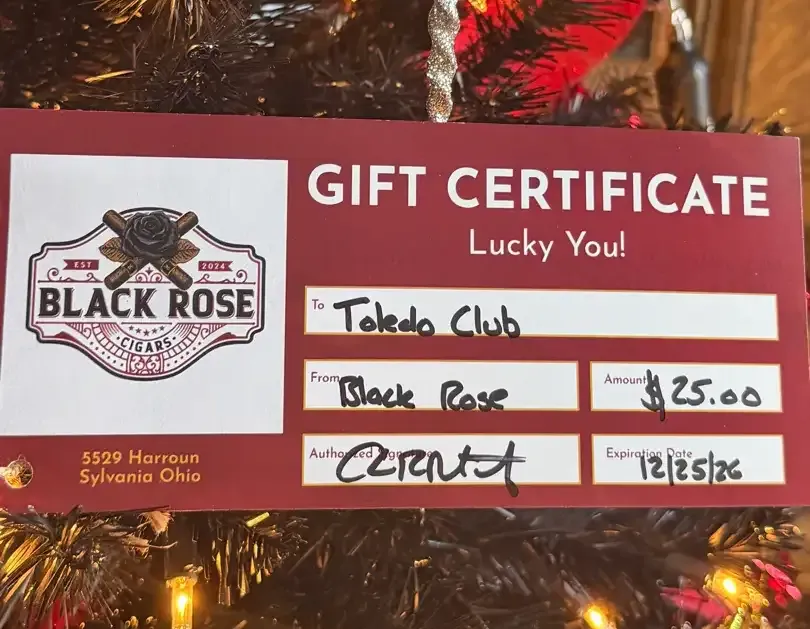 GIFT CERTIFICATE
Lucky You!
EST 2024
BLACK ROSE
CIGARS
To Toledo Club
From Black Rose
Amount $25.00
Authorized Signature
Expiration Date 12/25/26
5529 Harroun
Sylvania Ohio